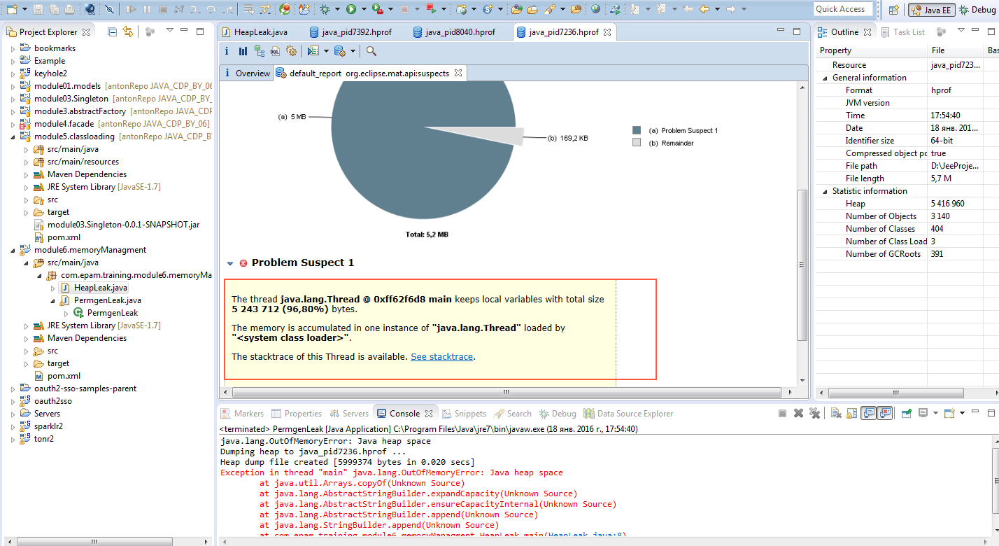 Quick Access
Java EE
Debug
Project Explorer
bookmarks
Example
keyhole2
module01.models [antonRepo JAVA_CDP_BY_06
module03.Singleton [antonRepo JAVA_CDP_BY_
module3.abstractFactory [antonRepo JAVA_CDP
module4.facade [antonRepo JAVA_CDP_BY_06]
module5.classloading [antonRepo JAVA_CDP_B
src/main/java
src/main/resources
Maven Dependencies
JRE System Library [JavaSE-1.7]
src
target
module03.Singleton-0.0.1-SNAPSHOT.jar
pom.xml
module6.memoryManagment
src/main/java
com.epam.training.module6.memoryMa
HeapLeak.java
PermgenLeak.java
PermgenLeak
JRE System Library [JavaSE-1.7]
Maven Dependencies
src
target
pom.xml
oauth2-sso-samples-parent
oauth2sso
Servers
sparklr2
tonr2
HeapLeak.java
java_pid7392.hprof
java_pid8040.hprof
java_pid7236.hprof
Overview
default_report org.eclipse.mat.api:suspects
(a) 5 MB
(b) 169,2 KB
(a) Problem Suspect 1
(b) Remainder
Total: 5,2 MB
Problem Suspect 1
The thread java.lang.Thread @ 0xff62f6d8 main keeps local variables with total size
5 243 712 (96,80%) bytes.
The memory is accumulated in one instance of "java.lang.Thread" loaded by
"<system class loader>".
The stacktrace of this Thread is available. See stacktrace.
Outline
Task List
Property File Bas
Resource java_pid723...
General information
Format hprof
JVM version
Time 17:54:40
Date 18 янв. 201...
Identifier size 64-bit
Compressed object pc true
File path D:\JeeProje...
File length 5,7 M
Statistic information
Heap 5 416 960
Number of Objects 3 140
Number of Classes 404
Number of Class Load 3
Number of GCRoots 391
Markers
Properties
Servers
Console
Snippets
Search
Debug
Data Source Explorer
<terminated> PermgenLeak [Java Application] C:\Program Files\Java\jre7\bin\javaw.exe (18 янв. 2016 г., 17:54:40)
java.lang.OutOfMemoryError: Java heap space
Dumping heap to java_pid7236.hprof ...
Heap dump file created [5999374 bytes in 0.020 secs]
Exception in thread "main" java.lang.OutOfMemoryError: Java heap space
at java.util.Arrays.copyOf(Unknown Source)
at java.lang.AbstractStringBuilder.expandCapacity(Unknown Source)
at java.lang.AbstractStringBuilder.ensureCapacityInternal(Unknown Source)
at java.lang.AbstractStringBuilder.append(Unknown Source)
at java.lang.StringBuilder.append(Unknown Source)
at com.epam.training.module6.memoryManagment.HeapLeak.main(HeapLeak.java:8)